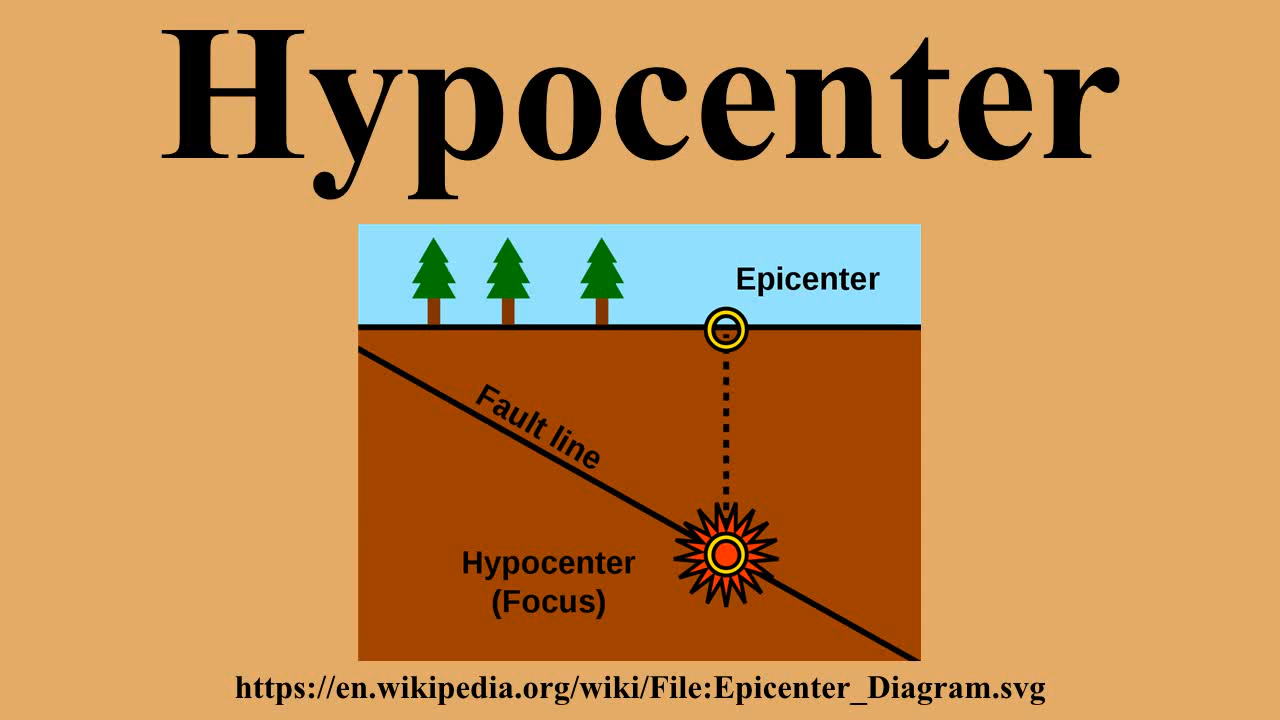 Hypocenter
Epicenter
Fault line
Hypocenter
(Focus)
https://en.wikipedia.org/wiki/File:Epicenter_Diagram.svg